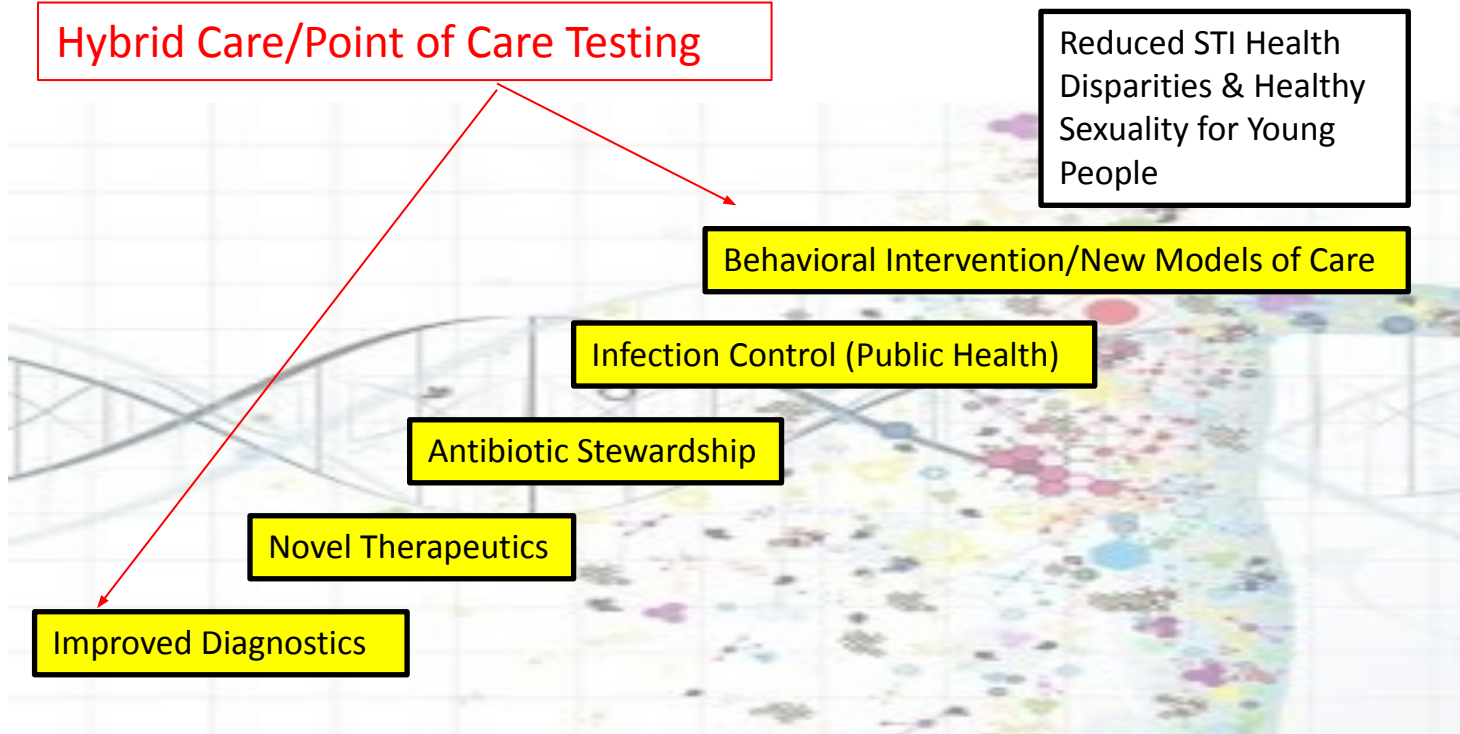 Hybrid Care/Point of Care Testing
Reduced STI Health
Disparities & Healthy
Sexuality for Young
People
Behavioral Intervention/New Models of Care
Infection Control (Public Health)
Antibiotic Stewardship
Novel Therapeutics
Improved Diagnostics